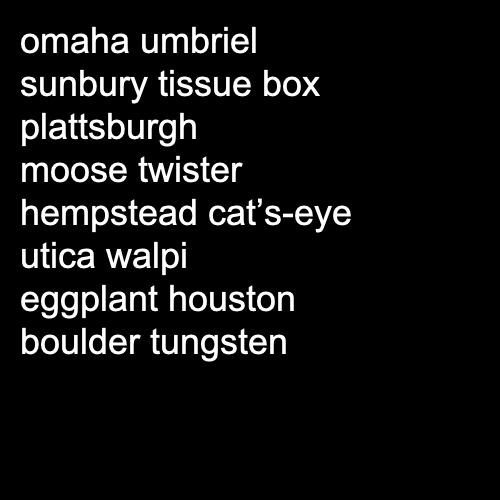 omaha umbriel
sunbury tissue box
plattsburgh
moose twister
hempstead cat’s-eye
utica walpi
eggplant houston
boulder tungsten